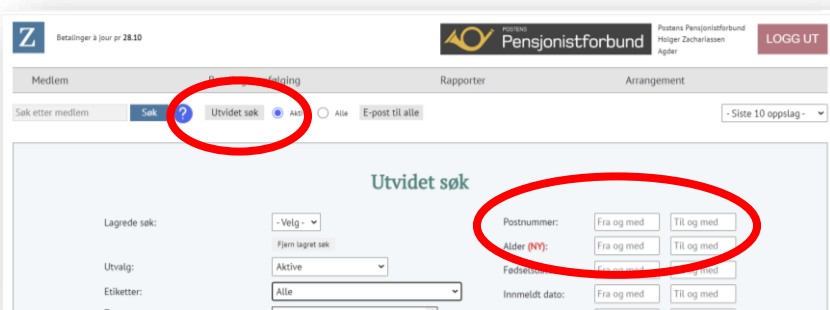 Z
Betalinger à jour pr 28.10
POSTENS
Pensjonistforbund
Postens Pensjonistforbund
Holger Zachariassen
Agder
LOGG UT
Medlem
Rapporter
Arrangement
Søk etter medlem
Søk
?
Utvidet søk
Alle
E-post til alle
- Siste 10 oppslag -
Utvidet søk
Lagrede søk:
- Velg -
Postnummer:
Fra og med
Til og med
Fjern lagret søk
Alder (NY):
Fra og med
Til og med
Utvalg:
Aktive
Fra og med
Til og med
Etiketter:
Alle
Innmeldt dato:
Fra og med
Til og med